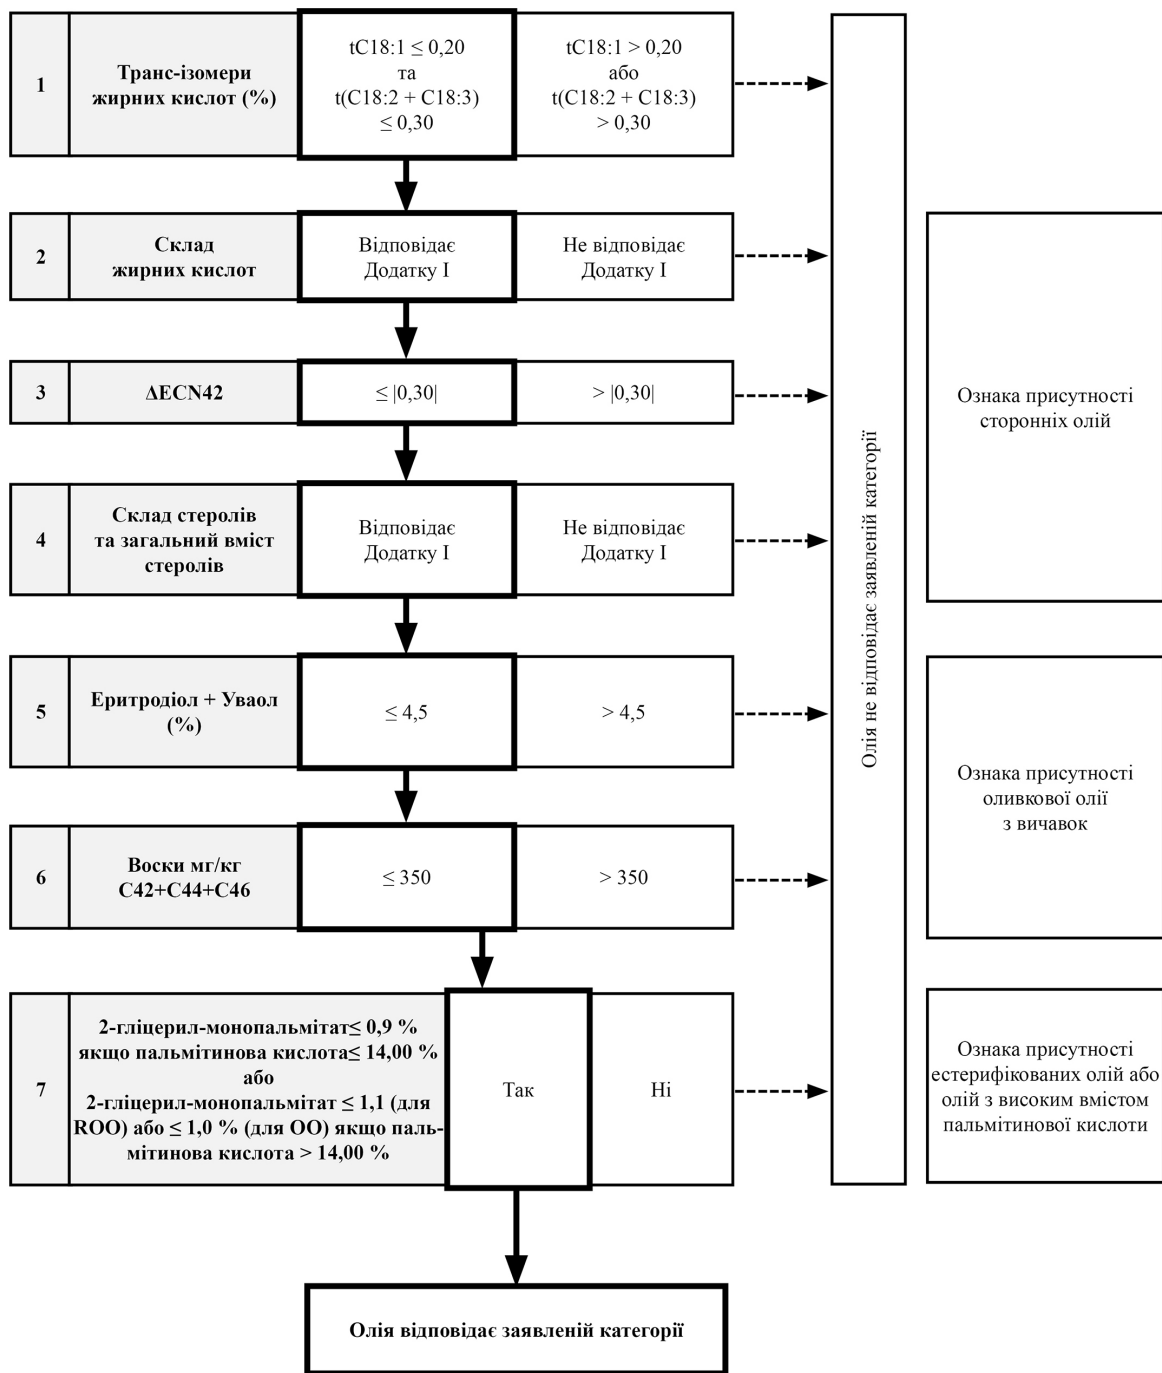 1
Транс-ізомери
жирних кислот (%)
tC18:1 ≤ 0,20
та
t(C18:2 + C18:3)
≤ 0,30
tC18:1 > 0,20
або
t(C18:2 + C18:3)
> 0,30
2
Склад
жирних кислот
Відповідає
Додатку I
Не відповідає
Додатку I
3
ΔECN42
≤ |0,30|
> |0,30|
4
Склад стеролів
та загальний вміст
стеролів
Відповідає
Додатку I
Не відповідає
Додатку I
5
Еритродіол + Уваол
(%)
≤ 4,5
> 4,5
6
Воски мг/кг
C42+C44+C46
≤ 350
> 350
7
2-гліцерил-монопальмітат≤ 0,9 %
якщо пальмітинова кислота≤ 14,00 %
або
2-гліцерил-монопальмітат ≤ 1,1 (для
ROO) або ≤ 1,0 % (для OO) якщо паль-
мітинова кислота > 14,00 %
Так
Ні
Олія не відповідає заявленій категорії
Ознака присутності
сторонніх олій
Ознака присутності
оливкової олії
з вичавок
Ознака присутності
естерифікованих олій або
олій з високим вмістом
пальмітинової кислоти
Олія відповідає заявленій категорії